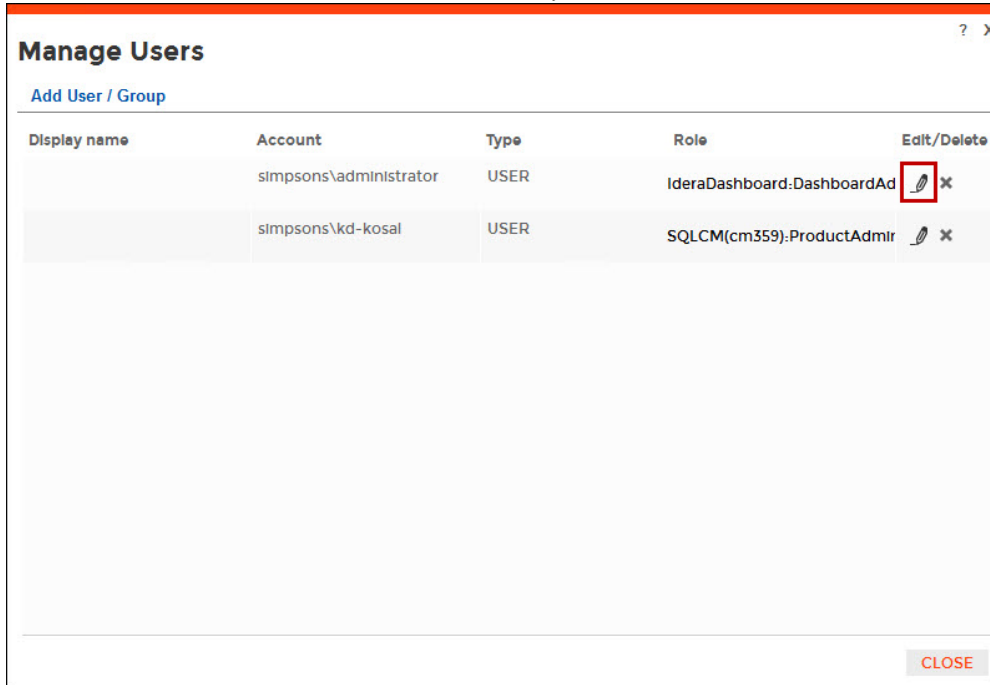 ? X
Manage Users
Add User / Group
Display name Account Type Role Edit/Delete
simpsons\administrator USER IderaDashboard:DashboardAd
simpsons\kd-kosal USER SQLCM(cm359):ProductAdmin
CLOSE